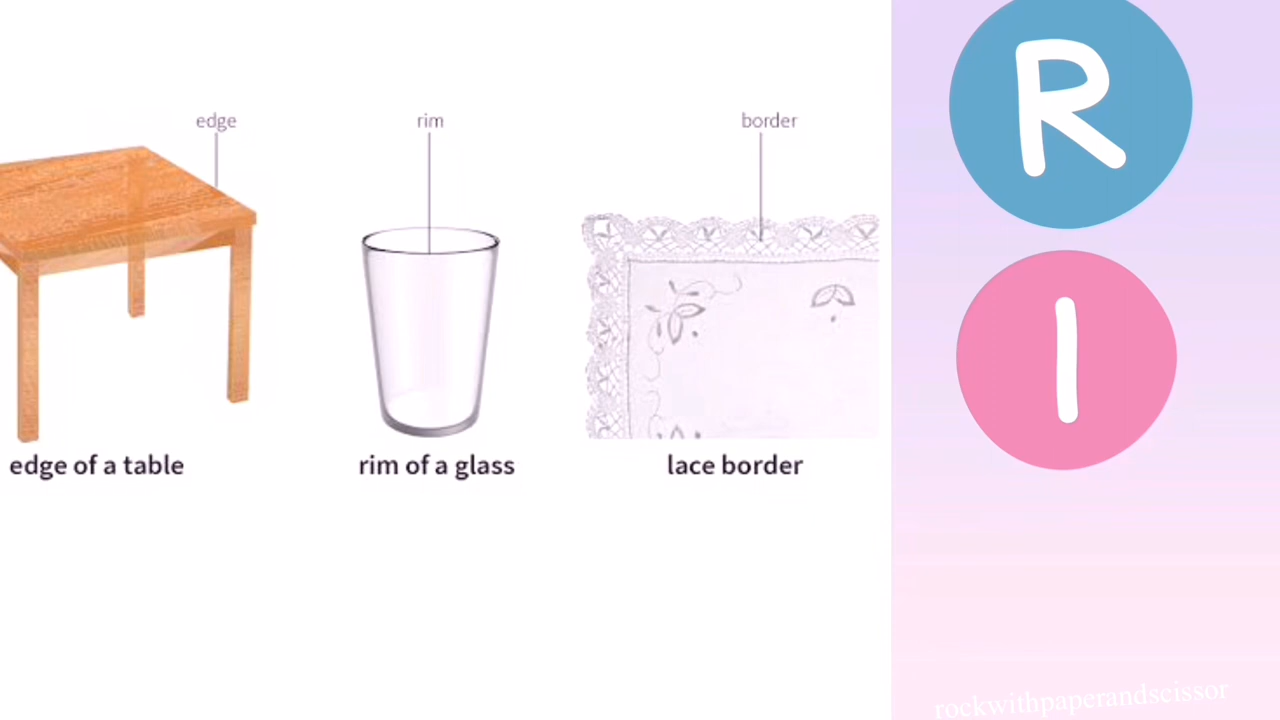 edge
rim
border
edge of a table
rim of a glass
lace border
R
I
rockwithpaperandscissor